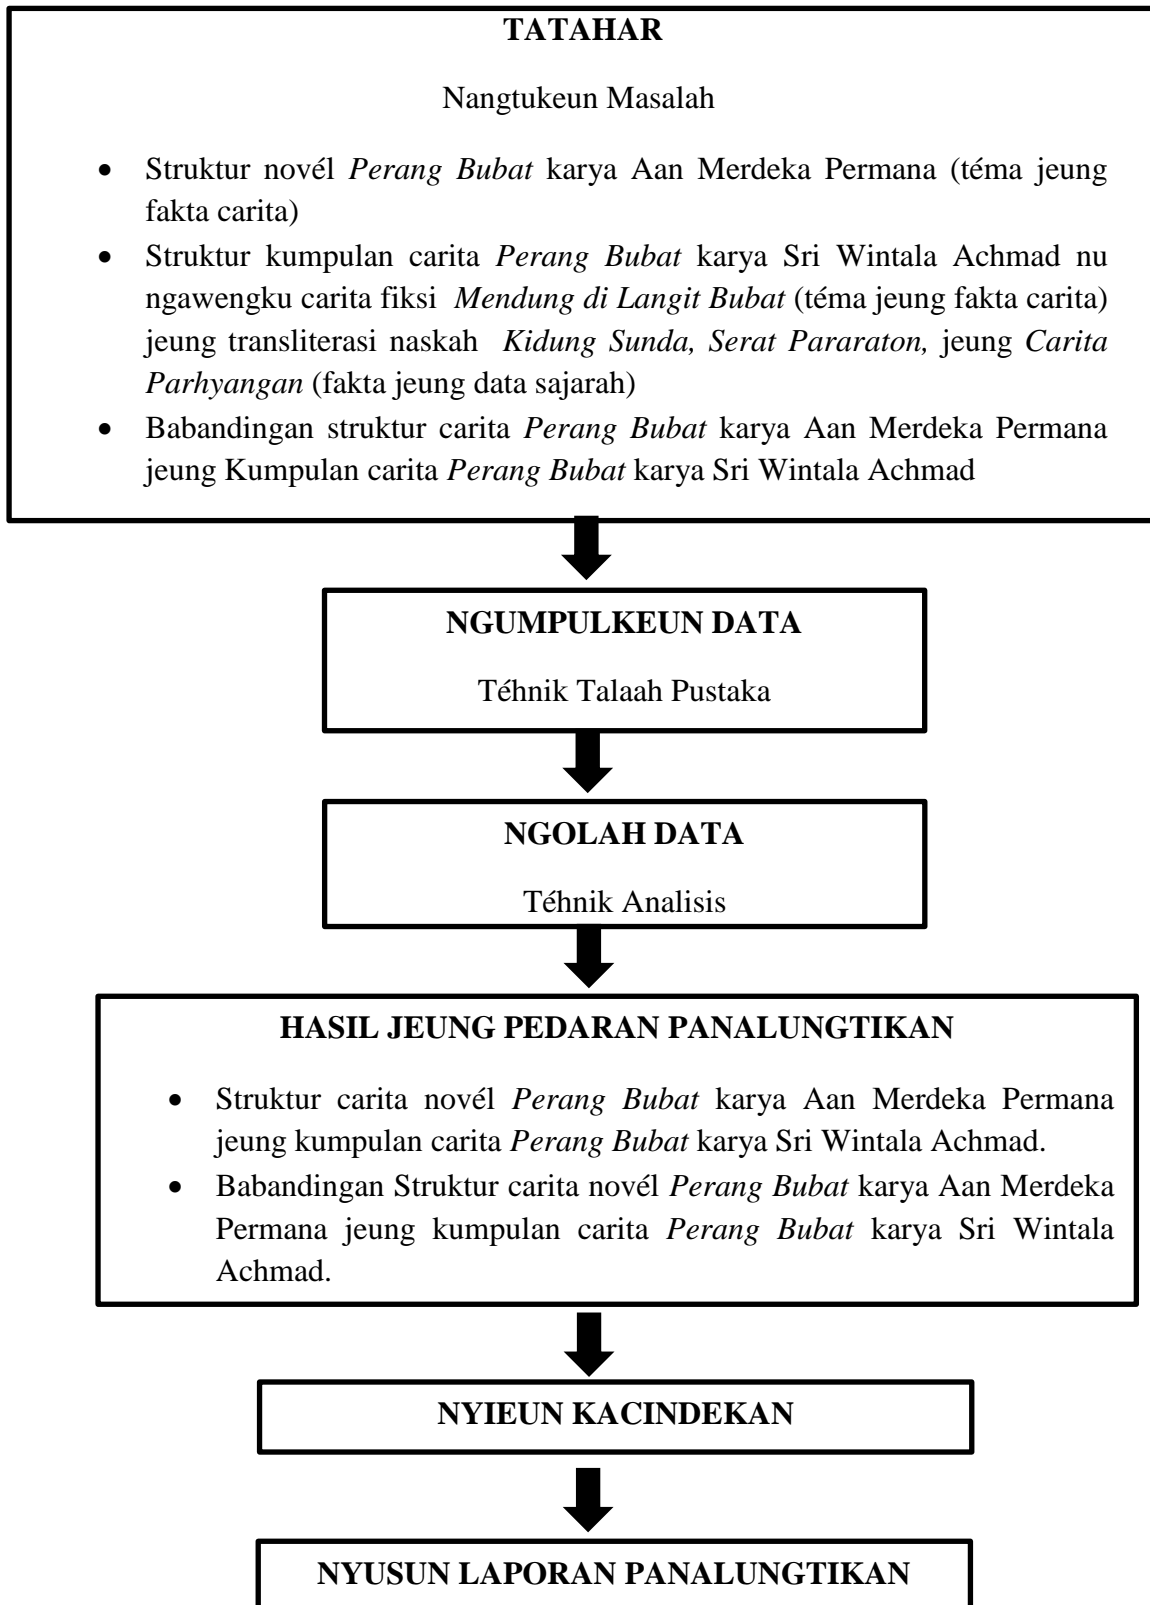 TATAHAR
Nangtukeun Masalah
• Struktur novél Perang Bubat karya Aan Merdeka Permana (téma jeung
fakta carita)
• Struktur kumpulan carita Perang Bubat karya Sri Wintala Achmad nu
ngawengku carita fiksi Mendung di Langit Bubat (téma jeung fakta carita)
jeung transliterasi naskah Kidung Sunda, Serat Pararaton, jeung Carita
Parhyangan (fakta jeung data sajarah)
• Babandingan struktur carita Perang Bubat karya Aan Merdeka Permana
jeung Kumpulan carita Perang Bubat karya Sri Wintala Achmad
NGUMPULKEUN DATA
Téhnik Talaah Pustaka
NGOLAH DATA
Téhnik Analisis
HASIL JEUNG PEDARAN PANALUNGTIKAN
• Struktur carita novél Perang Bubat karya Aan Merdeka Permana
jeung kumpulan carita Perang Bubat karya Sri Wintala Achmad.
• Babandingan Struktur carita novél Perang Bubat karya Aan Merdeka
Permana jeung kumpulan carita Perang Bubat karya Sri Wintala
Achmad.
NYIEUN KACINDEKAN
NYUSUN LAPORAN PANALUNGTIKAN